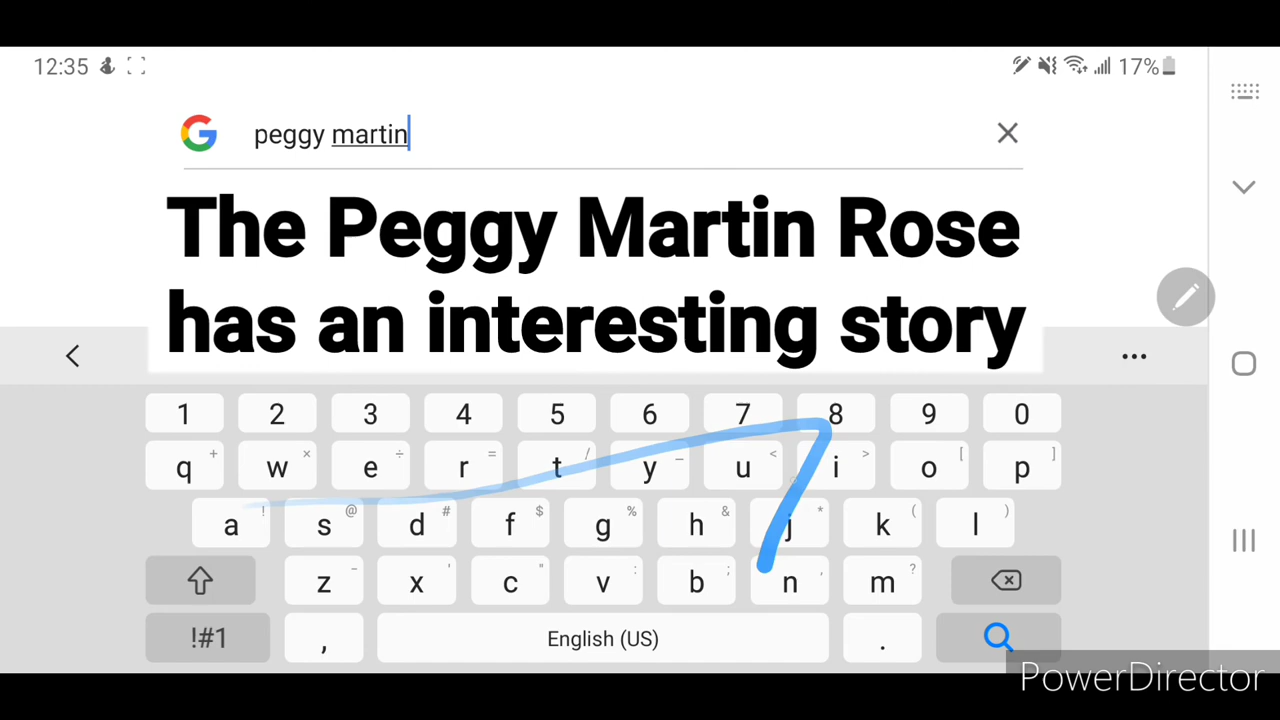 12:35 17%
peggy martin
The Peggy Martin Rose
has an interesting story
1 2 3 4 5 6 7 8 9 0
q + w × e ÷ r = t / y _ u < i > o [ p ]
a ! s @ d # f $ g % h & j * k ( l )
z - x ' c " v : b ; n , m ?
!#1 , English (US) .
PowerDirector